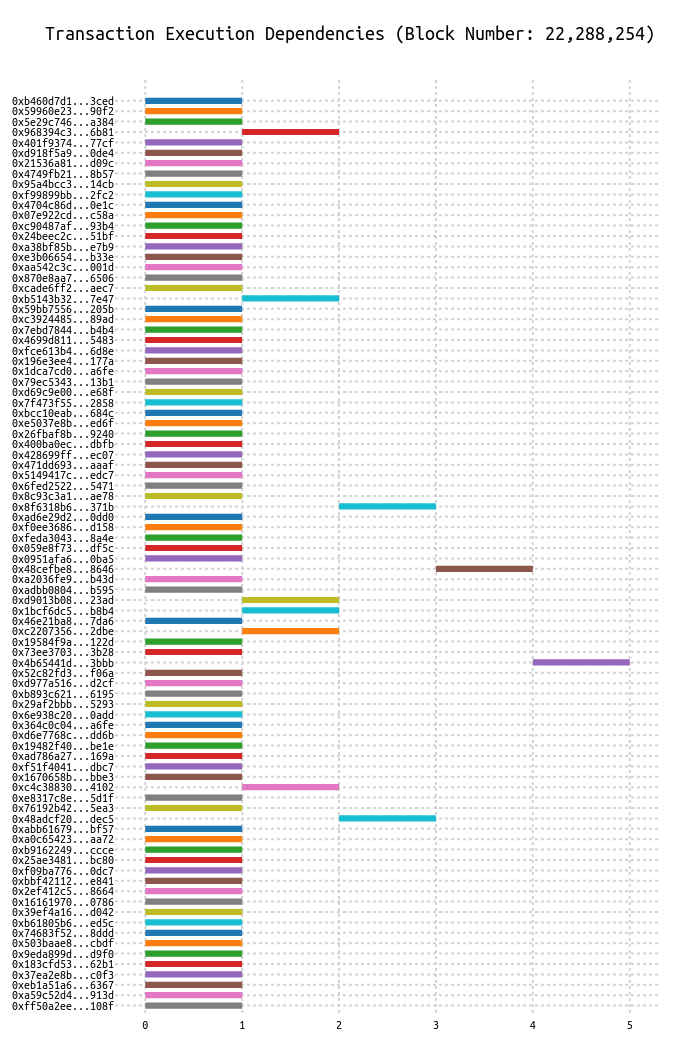 Transaction Execution Dependencies (Block Number: 22,288,254)
0xb460d7d1...3ced
0x59960e23...90f2
0x5e29c746...a384
0x968394c3...6b81
0x401f9374...77cf
0xd918f5a9...0de4
0x21536a81...d09c
0x4749fb21...8b57
0x95a4bcc3...14cb
0xf99899bb...2fc2
0x4704c86d...0e1c
0x07e922cd...c58a
0xc90487af...93b4
0x24beec2c...51bf
0xa38bf85b...e7b9
0xe3b06654...b33e
0xaa542c3c...001d
0x870e8aa7...6506
0xcade6ff2...aec7
0xb5143b32...7e47
0x59bb7556...205b
0xc3924485...89ad
0x7ebd7844...b4b4
0x4699d811...5483
0xfce613b4...6d8e
0x196e3ee4...177a
0x1dca7cd0...a6fe
0x79ec5343...13b1
0xd69c9e00...e68f
0x7f473f55...2858
0xbcc10eab...684c
0xe5037e8b...ed6f
0x26fbaf8b...9240
0x400ba0ec...dbfb
0x428699ff...ec07
0x471dd693...aaaf
0x5149417c...edc7
0x6fed2522...5471
0x8c93c3a1...ae78
0x8f6318b6...371b
0xad6e29d2...0dd0
0xf0ee3686...d158
0xfeda3043...8a4e
0x059e8f73...df5c
0x0951afa6...0ba5
0x48cefbe8...8646
0xa2036fe9...b43d
0xadbb0804...b595
0xd9013b08...23ad
0x1bcf6dc5...b8b4
0x46e21ba8...7da6
0xc2207356...2dbe
0x19584f9a...122d
0x73ee3703...3b28
0x4b65441d...3bbb
0x52c82fd3...f06a
0xd977a516...d2cf
0xb893c621...6195
0x29af2bbb...5293
0x6e938c20...0add
0x364c0c04...a6fe
0xd6e7768c...dd6b
0x19482f40...be1e
0xad786a27...169a
0xf51f4041...dbc7
0x1670658b...bbe3
0xc4c38830...4102
0xe8317c8e...5d1f
0x76192b42...5ea3
0x48adcf20...dec5
0xabb61679...bf57
0xa0c65423...aa72
0xb9162249...ccce
0x25ae3481...bc80
0xf09ba776...0dc7
0xbbf42112...e841
0x2ef412c5...8664
0x16161970...0786
0x39ef4a16...d042
0xb61805b6...ed5c
0x74683f52...8ddd
0x503baae8...cbdf
0x9eda899d...d9f0
0x183cfd53...62b1
0x37ea2e8b...c0f3
0xeb1a51a6...6367
0xa59c52d4...913d
0xff50a2ee...108f
0 1 2 3 4 5